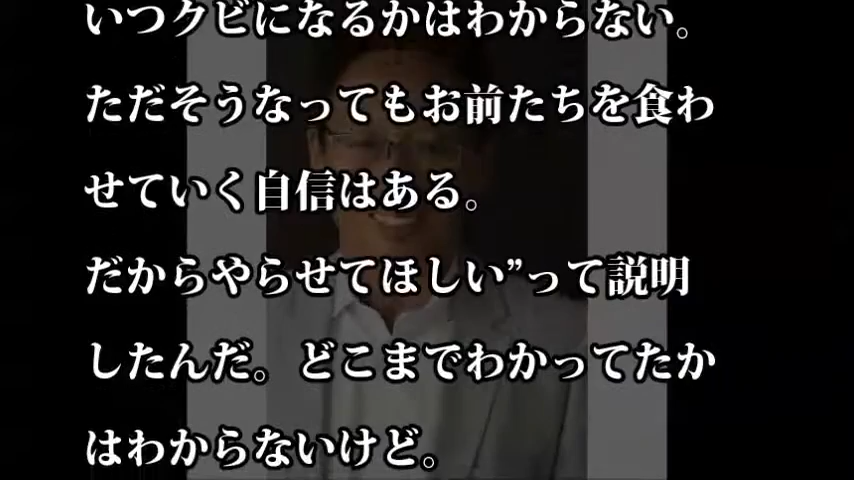 いつクビになるかはわからない。
ただそうなってもお前たちを食わ
せていく自信はある。
だからやらせてほしい”って説明
したんだ。どこまでわかってたか
はわからないけど。